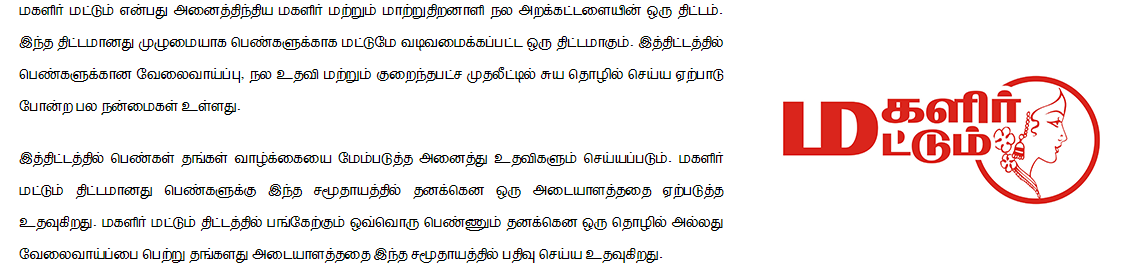 மகளிர் மட்டும் என்பது அனைத்திந்திய மகளிர் மற்றும் மாற்றுதிறனாளி நல அறக்கட்டளையின் ஒரு திட்டம்.
இந்த திட்டமானது முழுமையாக பெண்களுக்காக மட்டுமே வடிவமைக்கப்பட்ட ஒரு திட்டமாகும். இத்திட்டத்தில்
பெண்களுக்கான வேலைவாய்ப்பு, நல உதவி மற்றும் குறைந்தபட்ச முதலீட்டில் சுய தொழில் செய்ய ஏற்பாடு
போன்ற பல நன்மைகள் உள்ளது.
இத்திட்டத்தில் பெண்கள் தங்கள் வாழ்க்கையை மேம்படுத்த அனைத்து உதவிகளும் செய்யப்படும். மகளிர்
மட்டும் திட்டமானது பெண்களுக்கு இந்த சமூதாயத்தில் தனக்கென ஒரு அடையாளத்ததை ஏற்படுத்த
உதவுகிறது. மகளிர் மட்டும் திட்டத்தில் பங்கேற்கும் ஒவ்வொரு பெண்ணும் தனக்கென ஒரு தொழில் அல்லது
வேலைவாய்ப்பை பெற்று தங்களது அடையாளத்ததை இந்த சமூதாயத்தில் பதிவு செய்ய உதவுகிறது.
மகளிர்
மட்டும்